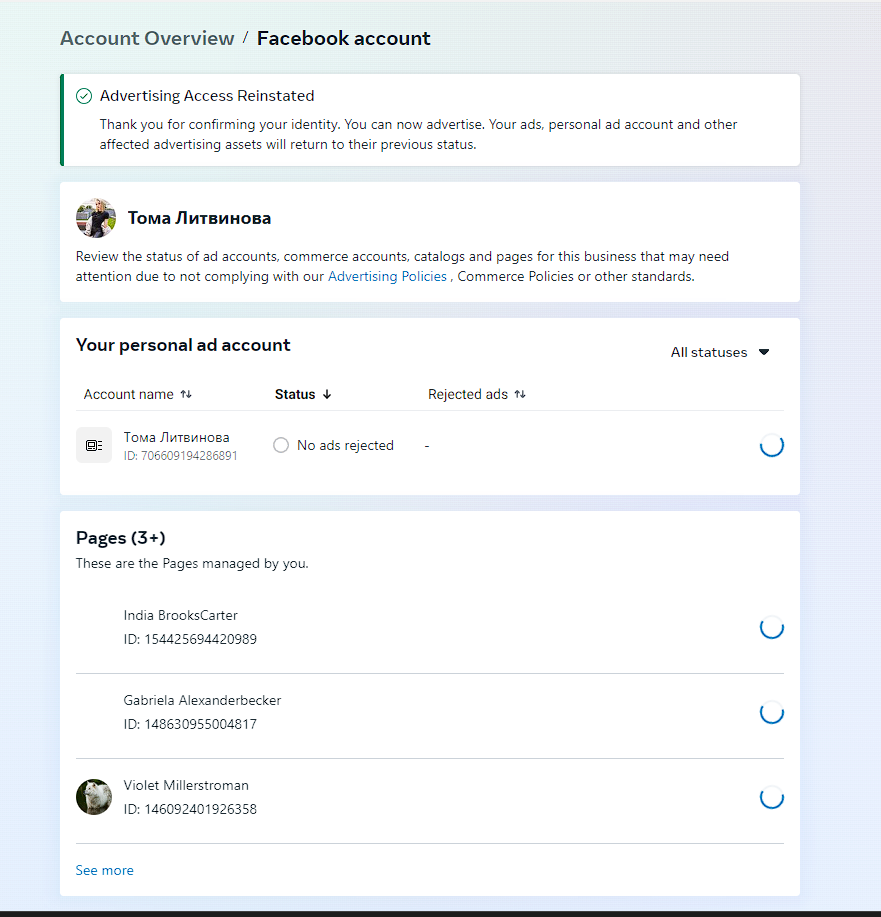 Account Overview / Facebook account
Advertising Access Reinstated
Thank you for confirming your identity. You can now advertise. Your ads, personal ad account and other
affected advertising assets will return to their previous status.
Тома Литвинова
Review the status of ad accounts, commerce accounts, catalogs and pages for this business that may need
attention due to not complying with our Advertising Policies , Commerce Policies or other standards.
Your personal ad account
All statuses
Account name Status Rejected ads
Тома Литвинова
ID: 706609194286891
No ads rejected -
Pages (3+)
These are the Pages managed by you.
India BrooksCarter
ID: 154425694420989
Gabriela Alexanderbecker
ID: 148630955004817
Violet Millerstroman
ID: 146092401926358
See more